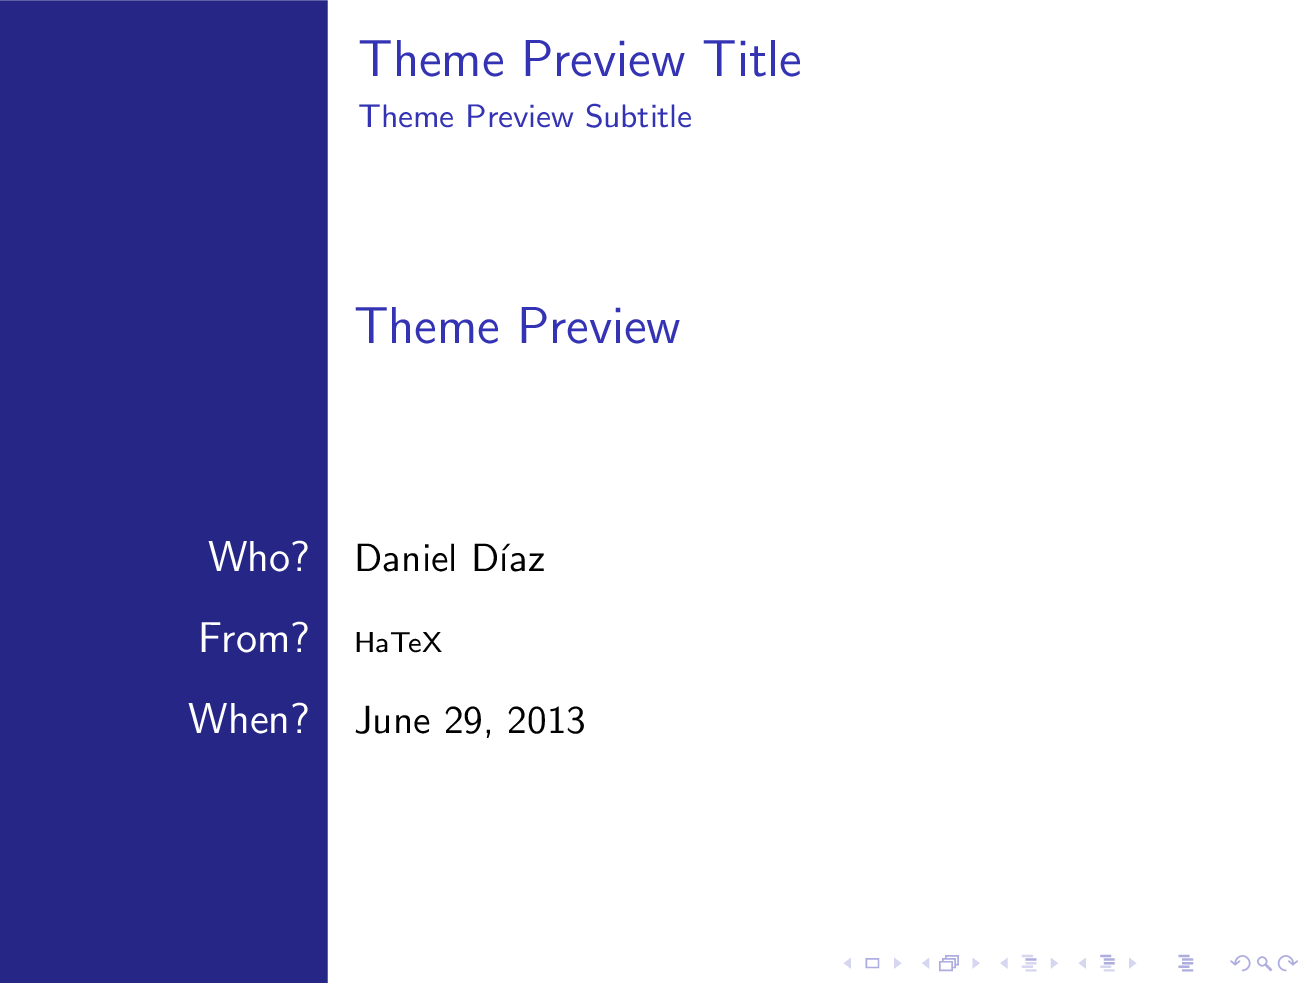 Theme Preview Title
Theme Preview Subtitle
Theme Preview
Who? Daniel Díaz
From? HaTeX
When? June 29, 2013